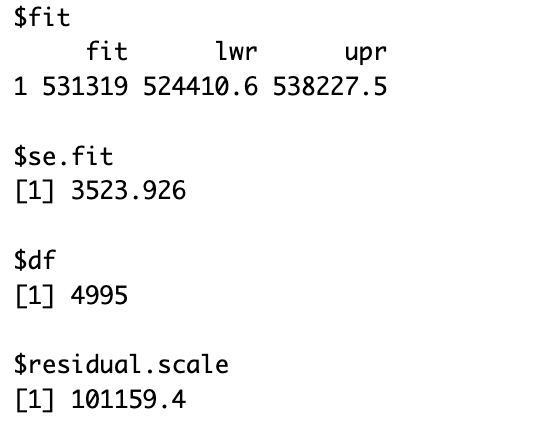 $fit
     fit      lwr      upr
1 531319 524410.6 538227.5
$se.fit
[1] 3523.926
$df
[1] 4995
$residual.scale
[1] 101159.4